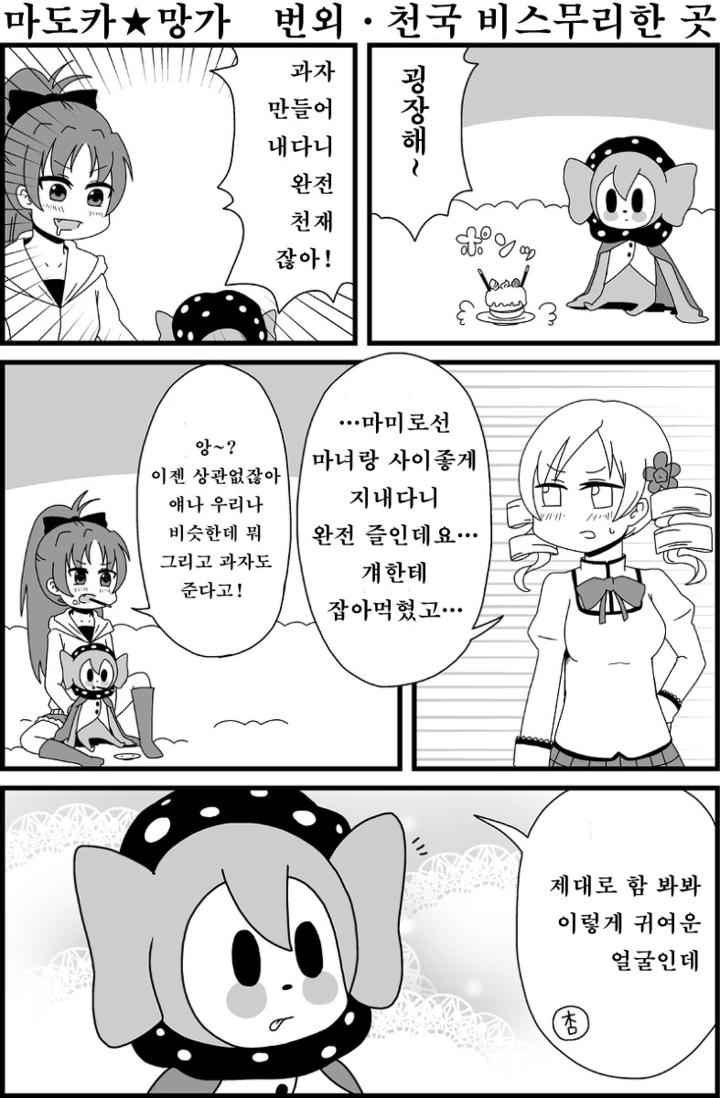 마도카★망가 번외・천국 비스무리한 곳
굉장해~
ポンッ
과자
만들어
내다니
완전
천재
잖아!
…마미로선
마녀랑 사이좋게
지내다니
완전 즐인데요…
걔한테
잡아먹혔고…
앙~?
이젠 상관없잖아
얘나 우리나
비슷한데 뭐
그리고 과자도
준다고!
제대로 함 봐봐
이렇게 귀여운
얼굴인데
杏